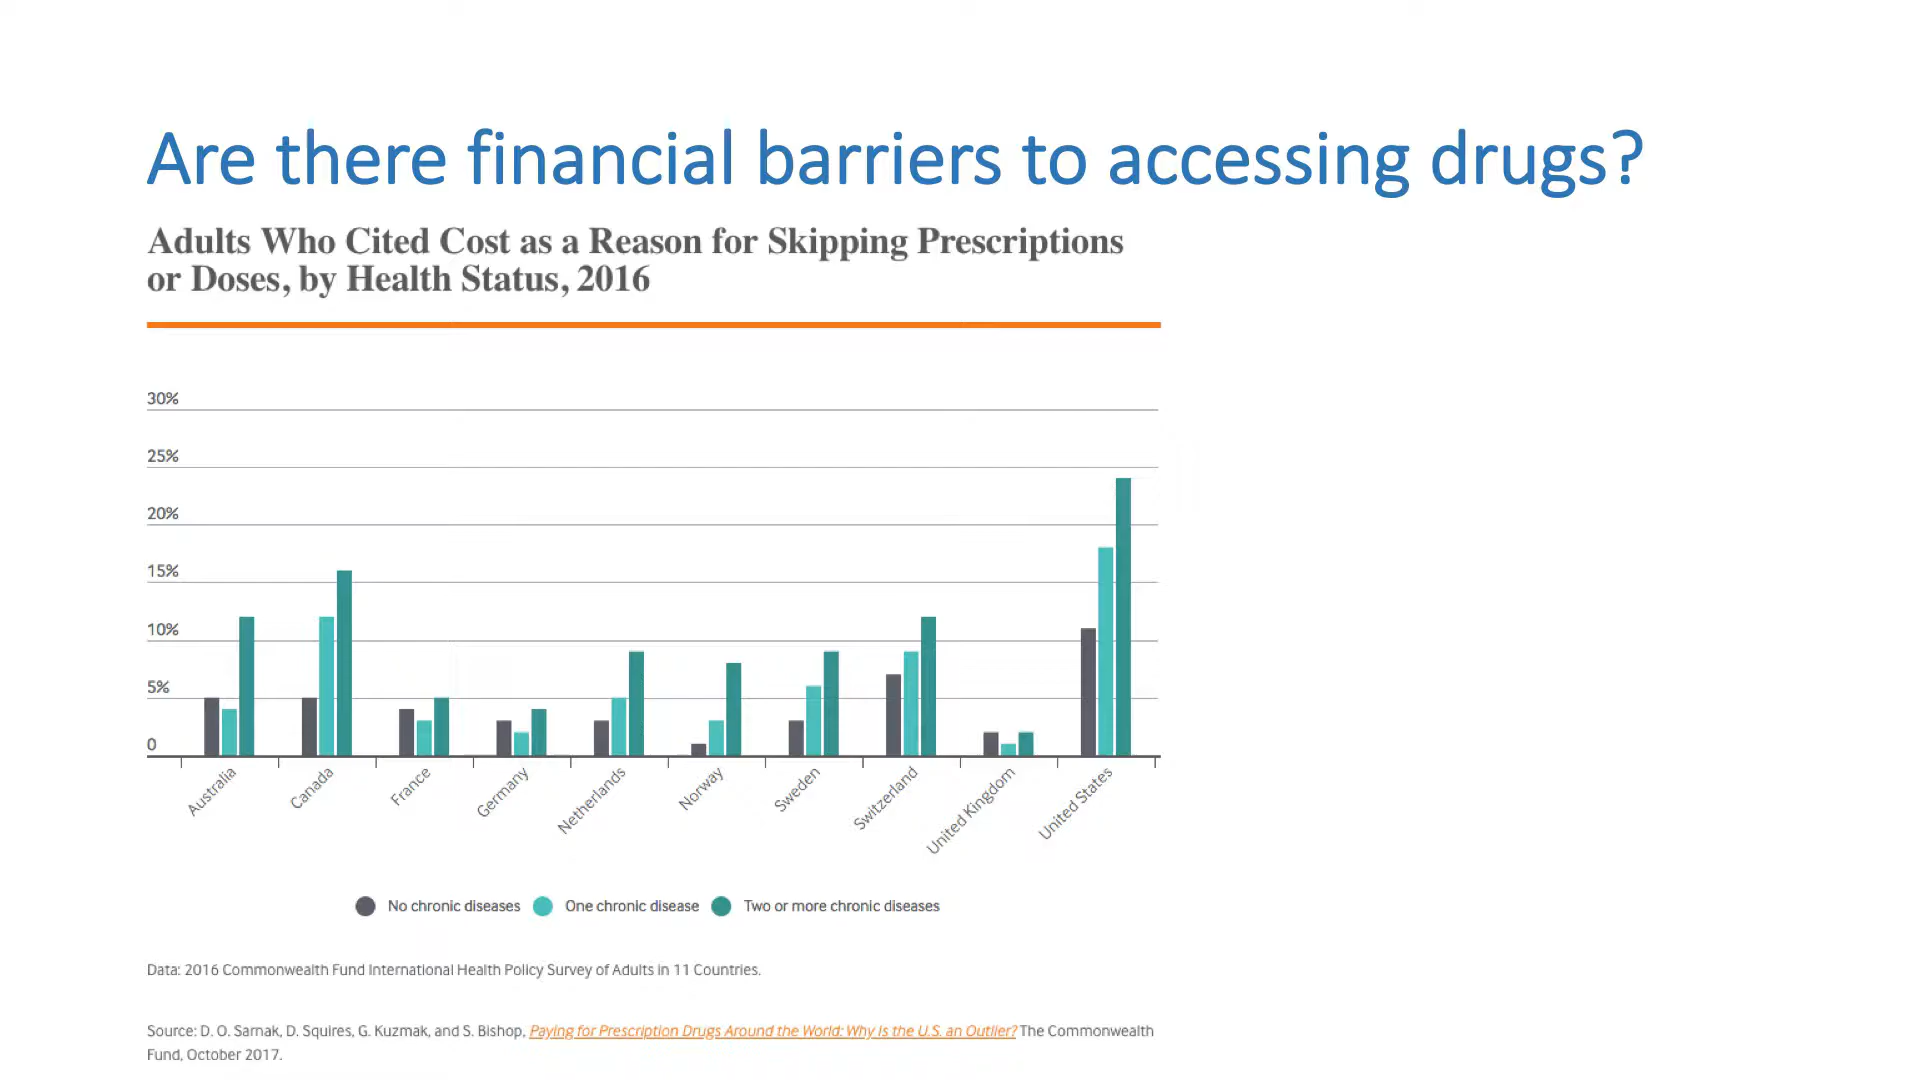 Are there financial barriers to accessing drugs?
Adults Who Cited Cost as a Reason for Skipping Prescriptions
or Doses, by Health Status, 2016
30%
25%
20%
15%
10%
5%
0
Australia
Canada
France
Germany
Netherlands
Norway
Sweden
Switzerland
United Kingdom
United States
No chronic diseases One chronic disease Two or more chronic diseases
Data: 2016 Commonwealth Fund International Health Policy Survey of Adults in 11 Countries.
Source: D. O. Sarnak, D. Squires, G. Kuzmak, and S. Bishop, Paying for Prescription Drugs Around the World: Why Is the U.S. an Outlier? The Commonwealth
Fund, October 2017.